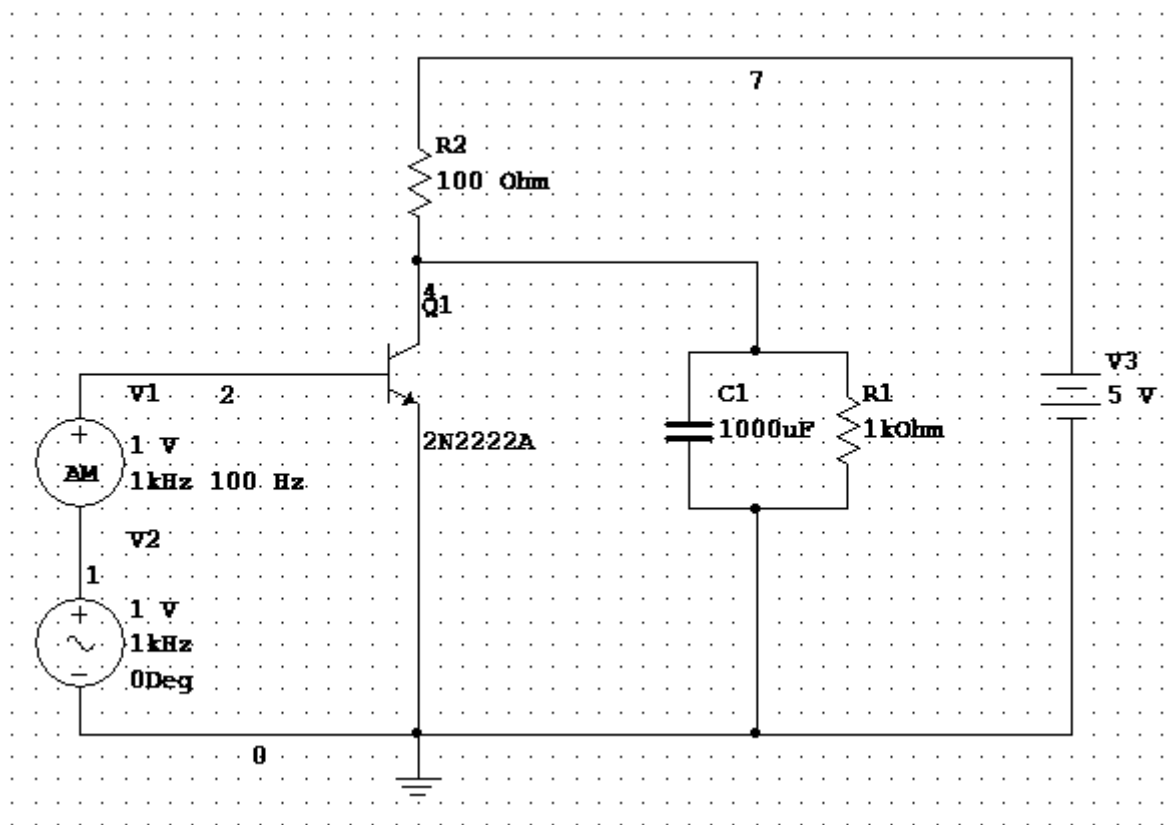 7
R2
100 Ohm
4
Q1
V1
2
1 V
AM
1kHz 100 Hz
V2
1
1 V
1kHz
0Deg
0
2N2222A
C1
1000uF
R1
1kOhm
V3
5 V